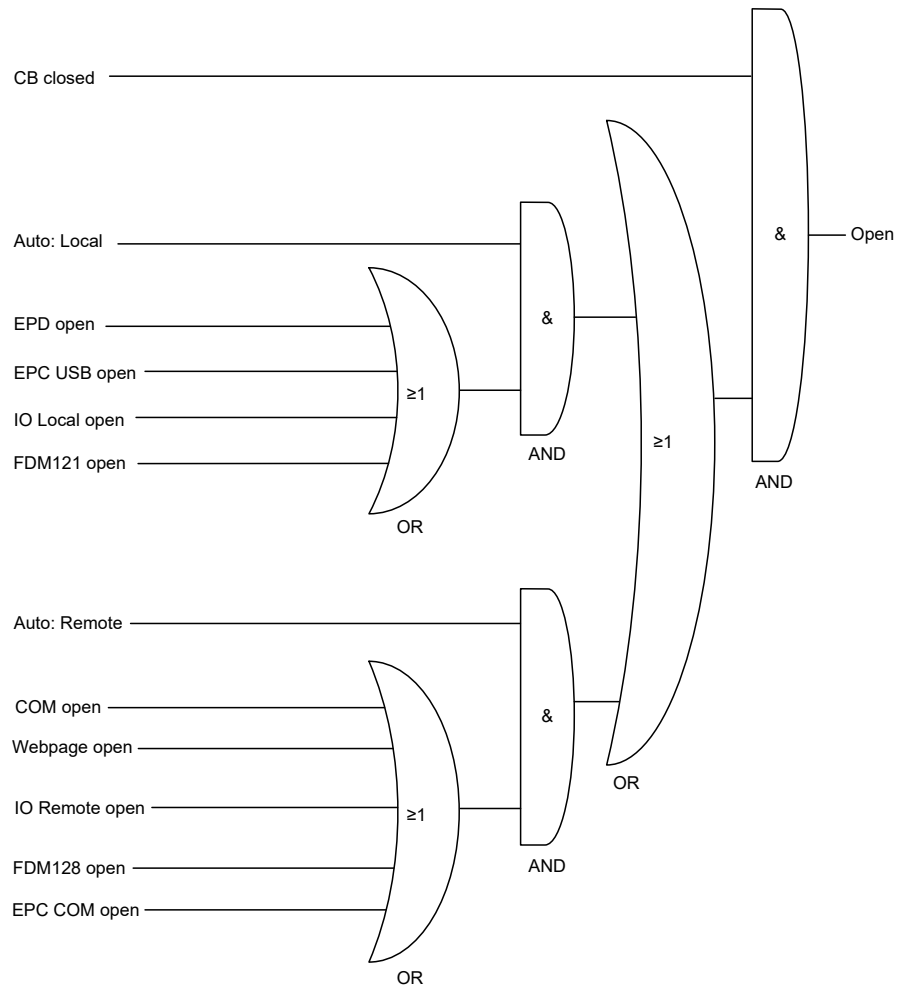 CB closed
&
Open
Auto: Local
&
EPD open
EPC USB open
≥1
IO Local open
≥1
FDM121 open
AND
AND
OR
Auto: Remote
COM open
&
Webpage open
OR
IO Remote open
≥1
FDM128 open
AND
EPC COM open
OR